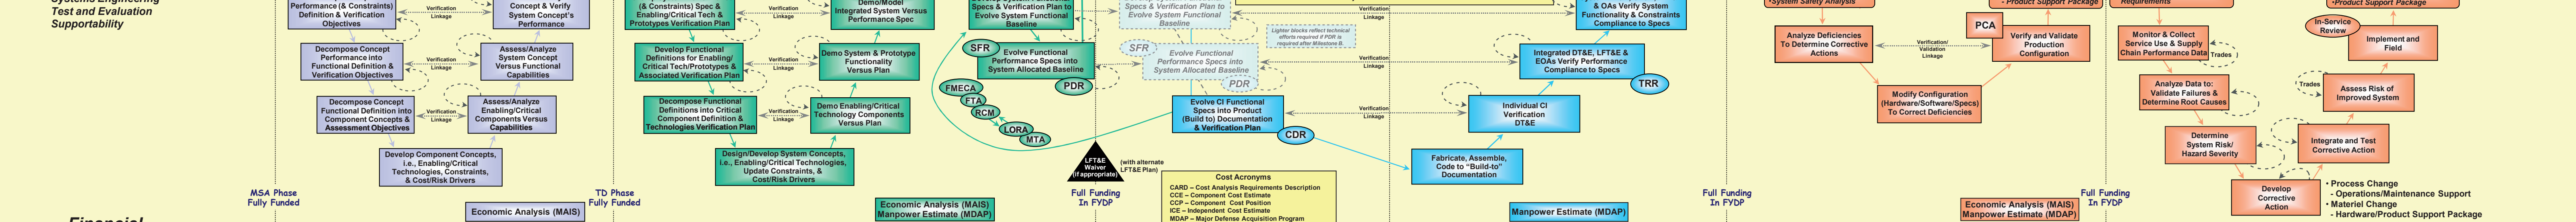 Systems Engineering
Test and Evaluation
Supportability
Performance (& Constraints)
Definition & Verification
Objectives
Verification
Linkage
Concept & Verify
System Concept's
Performance
Decompose Concept
Performance into
Functional Definition &
Verification Objectives
Verification
Linkage
Assess/Analyze
System Concept
Versus Functional
Capabilities
Decompose Concept
Functional Definition into
Component Concepts &
Assessment Objectives
Verification
Linkage
Assess/Analyze
Enabling/Critical
Components Versus
Capabilities
Develop Component Concepts,
i.e., Enabling/Critical
Technologies, Constraints,
& Cost/Risk Drivers
MSA Phase
Fully Funded
Economic Analysis (MAIS)
Financial
(& Constraints) Spec &
Enabling/Critical Tech &
Prototypes Verification Plan
Verification
Linkage
Demo/Model
Integrated System Versus
Performance Spec
Develop Functional
Definitions for Enabling/
Critical Tech/Prototypes &
Associated Verification Plan
Verification
Linkage
Demo System & Prototype
Functionality
Versus Plan
Decompose Functional
Definitions into Critical
Component Definition &
Technologies Verification Plan
Verification
Linkage
Demo Enabling/Critical
Technology Components
Versus Plan
Design/Develop System Concepts,
i.e., Enabling/Critical Technologies,
Update Constraints, &
Cost/Risk Drivers
TD Phase
Fully Funded
Economic Analysis (MAIS)
Manpower Estimate (MDAP)
Specs & Verification Plan to
Evolve System Functional
Baseline
SFR
Evolve Functional
Performance Specs into
System Allocated Baseline
PDR
FMECA
FTA
RCM
LORA
MTA
Specs & Verification Plan to
Evolve System Functional
Baseline
SFR
Evolve Functional
Performance Specs into
System Allocated Baseline
PDR
Lighter blocks reflect technical
efforts required if PDR is
required after Milestone B.
Verification
Linkage
& OAs Verify System
Functionality & Constraints
Compliance to Specs
Verification
Linkage
Integrated DT&E, LFT&E &
EOAs Verify Performance
Compliance to Specs
TRR
Evolve CI Functional
Specs into Product
(Build to) Documentation
& Verification Plan
CDR
Verification
Linkage
Individual CI
Verification
DT&E
Fabricate, Assemble,
Code to "Build-to"
Documentation
LFT&E
Waiver
(if appropriate)
(with alternate
LFT&E Plan)
Full Funding
In FYDP
Cost Acronyms
CARD – Cost Analysis Requirements Description
CCE – Component Cost Estimate
CCP – Component Cost Position
ICE – Independent Cost Estimate
MDAP – Major Defense Acquisition Program
Manpower Estimate (MDAP)
•System Safety Analysis
- Product Support Package
Analyze Deficiencies
To Determine Corrective
Actions
Verification/
Validation
Linkage
PCA
Verify and Validate
Production
Configuration
Modify Configuration
(Hardware/Software/Specs)
To Correct Deficiencies
Full Funding
In FYDP
Economic Analysis (MAIS)
Manpower Estimate (MDAP)
Requirements
•Product Support Package
Monitor & Collect
Service Use & Supply
Chain Performance Data
Trades
In-Service
Review
Implement and
Field
Analyze Data to:
Validate Failures &
Determine Root Causes
Trades
Assess Risk of
Improved System
Determine
System Risk/
Hazard Severity
Integrate and Test
Corrective Action
Develop
Corrective
Action
Full Funding
In FYDP
• Process Change
- Operations/Maintenance Support
• Materiel Change
- Hardware/Product Support Package